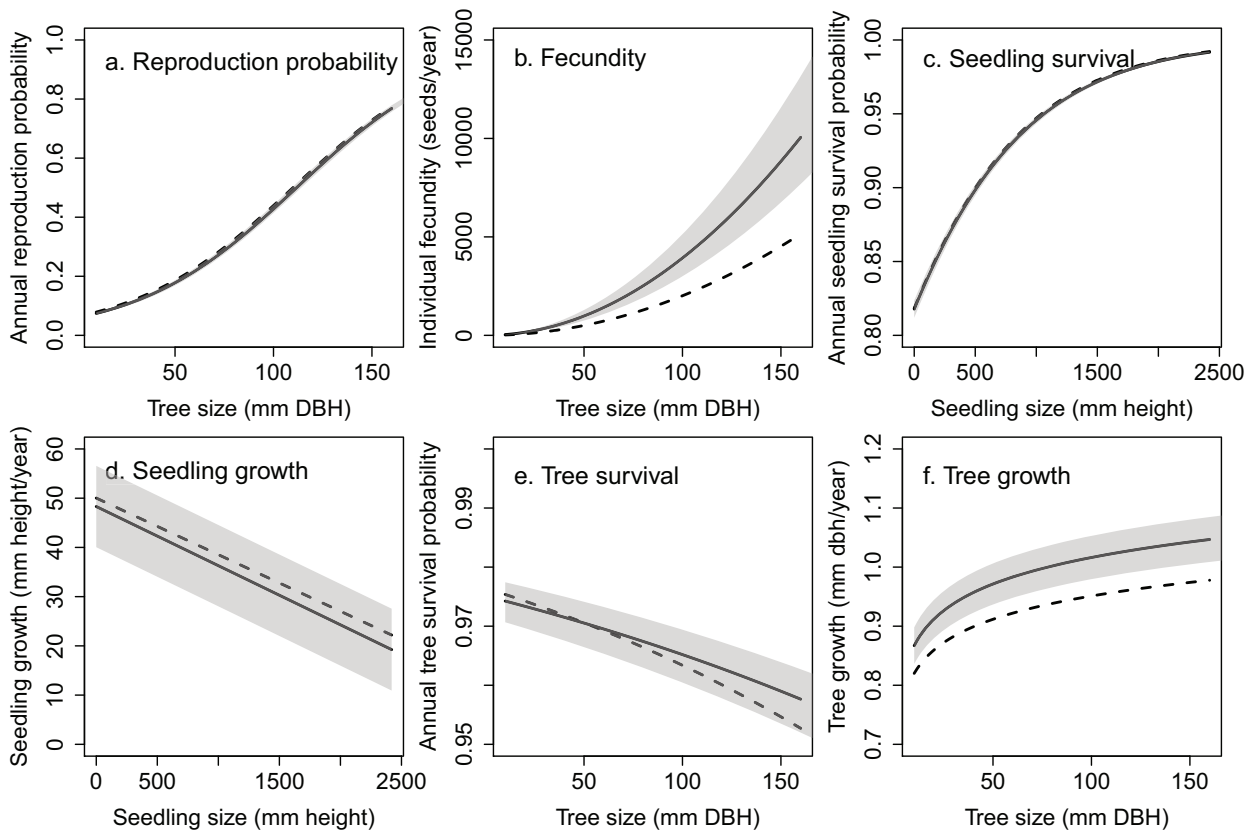 a. Reproduction probability
Annual reproduction probability
0.0 0.2 0.4 0.6 0.8 1.0
50 100 150
Tree size (mm DBH)
b. Fecundity
Individual fecundity (seeds/year)
0 5000 10000 15000
50 100 150
Tree size (mm DBH)
c. Seedling survival
Annual seedling survival probability
0.80 0.85 0.90 0.95 1.00
0 500 1500 2500
Seedling size (mm height)
d. Seedling growth
Seedling growth (mm height/year)
0 10 20 30 40 50 60
0 500 1500 2500
Seedling size (mm height)
e. Tree survival
Annual tree survival probability
0.95 0.97 0.99
50 100 150
Tree size (mm DBH)
f. Tree growth
Tree growth (mm dbh/year)
0.7 0.8 0.9 1.0 1.1 1.2
50 100 150
Tree size (mm DBH)